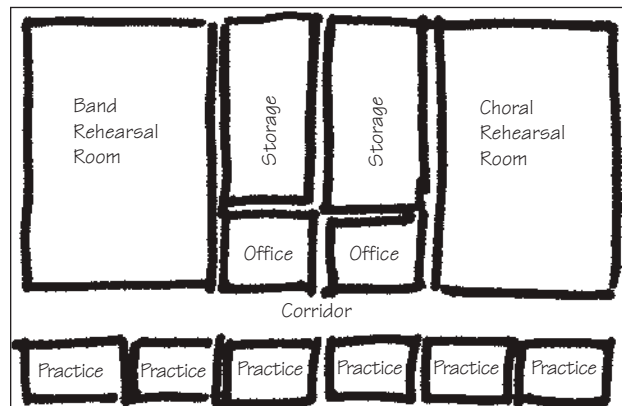 Band
Rehearsal
Room
Storage
Storage
Choral
Rehearsal
Room
Office
Office
Corridor
Practice
Practice
Practice
Practice
Practice
Practice